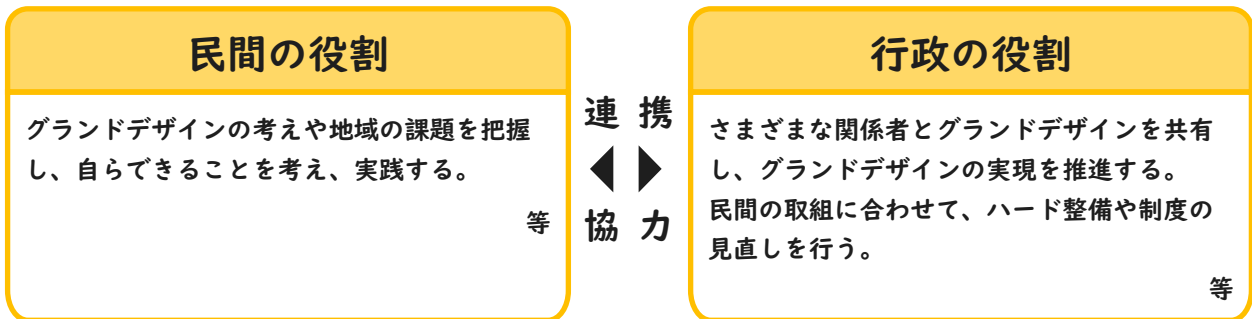 民間の役割
グランドデザインの考えや地域の課題を把握
し、自らできることを考え、実践する。
等
連携
協力
行政の役割
さまざまな関係者とグランドデザインを共有
し、グランドデザインの実現を推進する。
民間の取組に合わせて、ハード整備や制度の
見直しを行う。
等